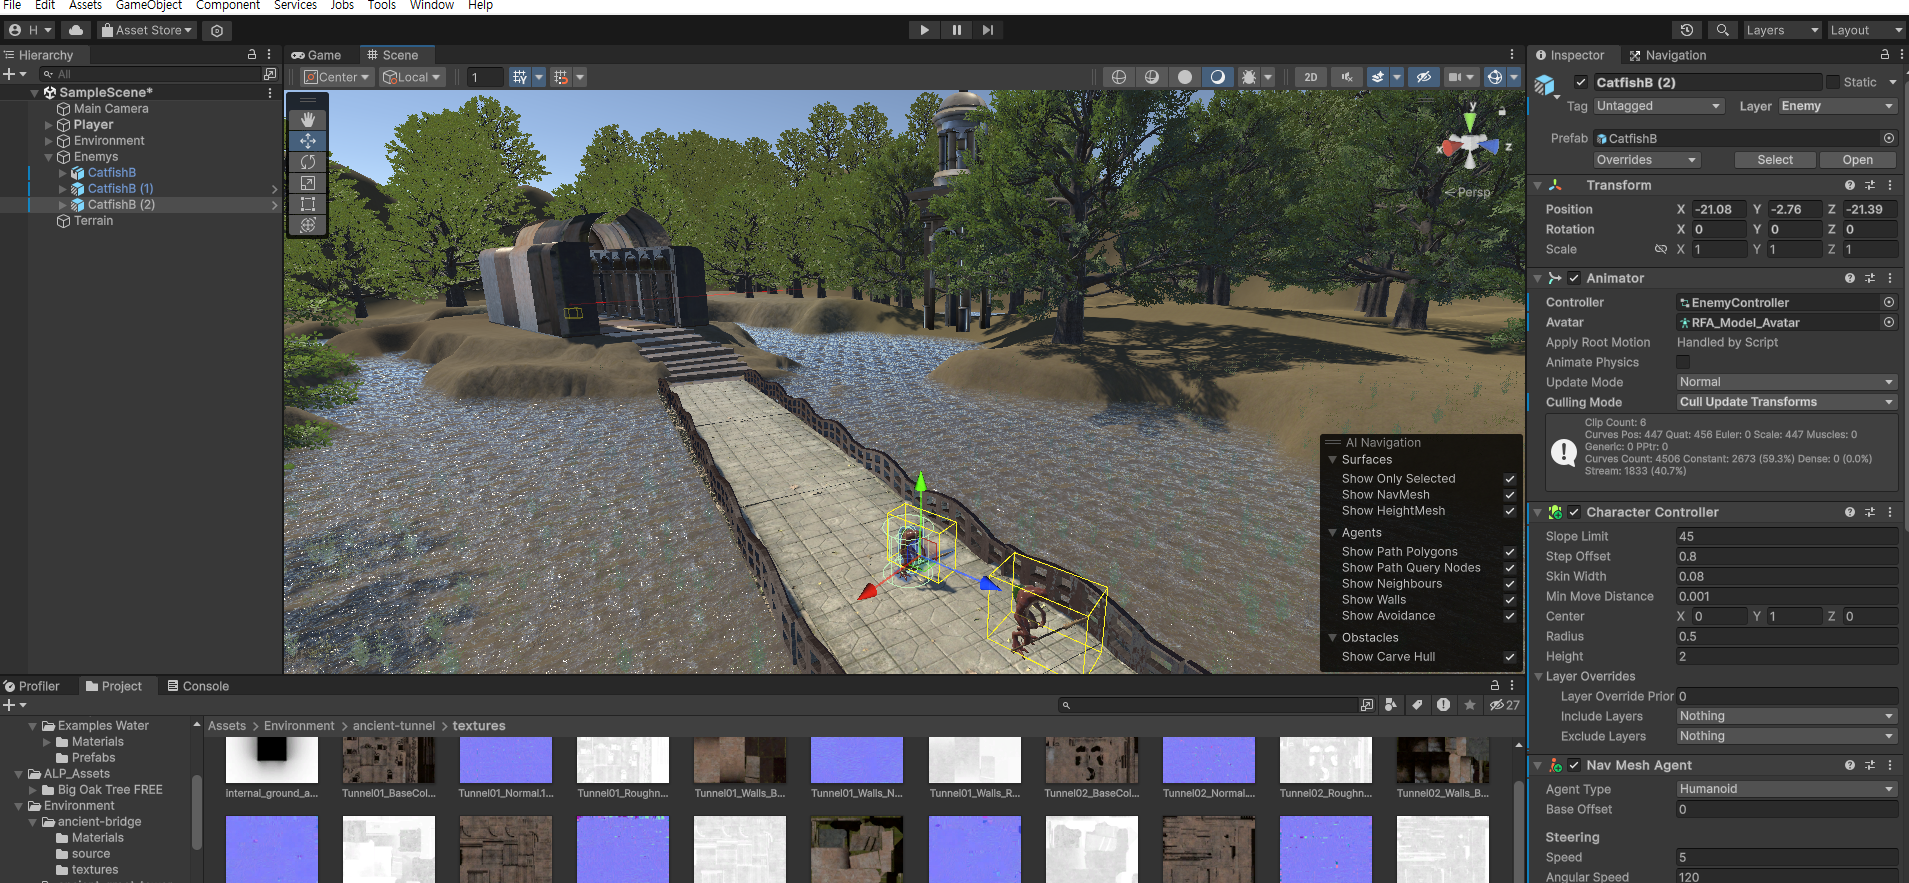 File Edit Assets GameObject Component Services Jobs Tools Window Help
H Asset Store Layers Layout
Hierarchy
All
SampleScene*
Main Camera
Player
Environment
Enemys
CatfishB
CatfishB (1)
CatfishB (2)
Terrain
Game Scene
Center Local 1 2D
y
x z
Persp
AI Navigation
Surfaces
Show Only Selected
Show NavMesh
Show HeightMesh
Agents
Show Path Polygons
Show Path Query Nodes
Show Neighbours
Show Walls
Show Avoidance
Obstacles
Show Carve Hull
Inspector Navigation
CatfishB (2) Static
Tag Untagged Layer Enemy
Prefab CatfishB
Overrides Select Open
Transform
Position X -21.08 Y -2.76 Z -21.39
Rotation X 0 Y 0 Z 0
Scale X 1 Y 1 Z 1
Animator
Controller EnemyController
Avatar RFA_Model_Avatar
Apply Root Motion Handled by Script
Animate Physics
Update Mode Normal
Culling Mode Cull Update Transforms
Clip Count: 6
Curves Pos: 447 Quat: 456 Euler: 0 Scale: 447 Muscles: 0
Generic: 0 PPtr: 0
Curves Count: 4506 Constant: 2673 (59.3%) Dense: 0 (0.0%)
Stream: 1833 (40.7%)
Character Controller
Slope Limit 45
Step Offset 0.8
Skin Width 0.08
Min Move Distance 0.001
Center X 0 Y 1 Z 0
Radius 0.5
Height 2
Layer Overrides
Layer Override Prior 0
Include Layers Nothing
Exclude Layers Nothing
Nav Mesh Agent
Agent Type Humanoid
Base Offset 0
Steering
Speed 5
Angular Speed 120
Profiler Project Console
27
Examples Water
Materials
Prefabs
ALP_Assets
Big Oak Tree FREE
Environment
ancient-bridge
Materials
source
textures
Assets > Environment > ancient-tunnel > textures
internal_ground_a... Tunnel01_BaseCol... Tunnel01_Normal.1... Tunnel01_Roughn... Tunnel01_Walls_B... Tunnel01_Walls_N... Tunnel01_Walls_R... Tunnel02_BaseCol... Tunnel02_Normal.... Tunnel02_Roughn... Tunnel02_Walls_B...